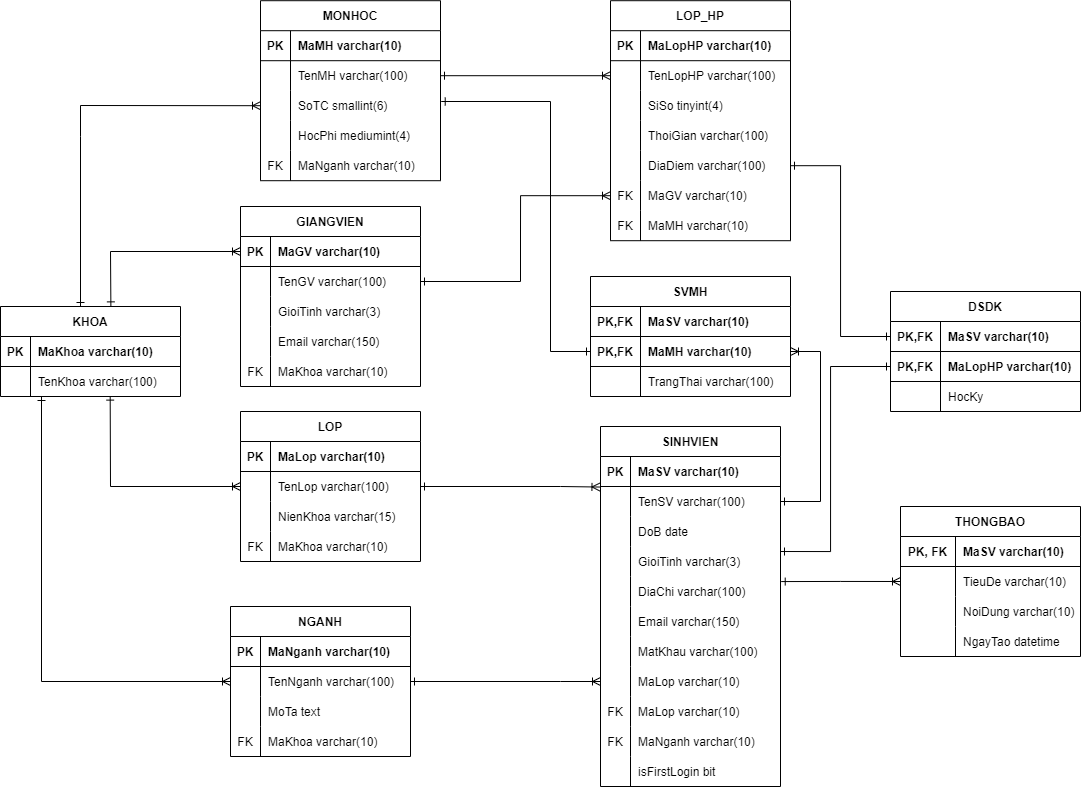 MONHOC
PK MaMH varchar(10)
TenMH varchar(100)
SoTC smallint(6)
HocPhi mediumint(4)
FK MaNganh varchar(10)
LOP_HP
PK MaLopHP varchar(10)
TenLopHP varchar(100)
SiSo tinyint(4)
ThoiGian varchar(100)
DiaDiem varchar(100)
FK MaGV varchar(10)
FK MaMH varchar(10)
GIANGVIEN
PK MaGV varchar(10)
TenGV varchar(100)
GioiTinh varchar(3)
Email varchar(150)
FK MaKhoa varchar(10)
SVMH
PK,FK MaSV varchar(10)
PK,FK MaMH varchar(10)
TrangThai varchar(100)
DSDK
PK,FK MaSV varchar(10)
PK,FK MaLopHP varchar(10)
HocKy
KHOA
PK MaKhoa varchar(10)
TenKhoa varchar(100)
LOP
PK MaLop varchar(10)
TenLop varchar(100)
NienKhoa varchar(15)
FK MaKhoa varchar(10)
SINHVIEN
PK MaSV varchar(10)
TenSV varchar(100)
DoB date
GioiTinh varchar(3)
DiaChi varchar(100)
Email varchar(150)
MatKhau varchar(100)
MaLop varchar(10)
FK MaLop varchar(10)
FK MaNganh varchar(10)
isFirstLogin bit
THONGBAO
PK, FK MaSV varchar(10)
TieuDe varchar(10)
NoiDung varchar(10)
NgayTao datetime
NGANH
PK MaNganh varchar(10)
TenNganh varchar(100)
MoTa text
FK MaKhoa varchar(10)